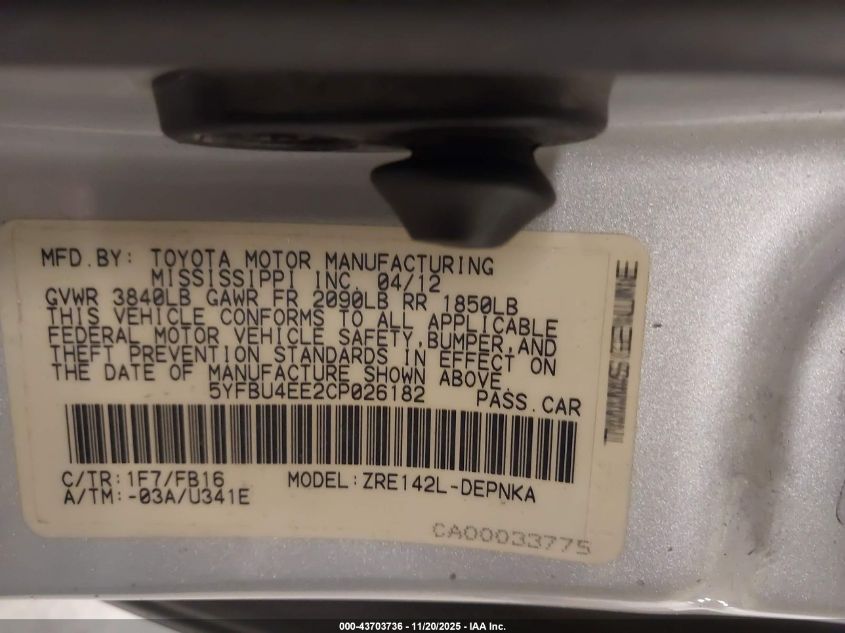 MFD.BY: TOYOTA MOTOR MANUFACTURING
MISSISSIPPI INC. 04/12
GVWR 3840LB GAWR FR 2090LB RR 1850LB
THIS VEHICLE CONFORMS TO ALL APPLICABLE
FEDERAL MOTOR VEHICLE SAFETY,BUMPER,AND
THEFT PREVENTION STANDARDS IN EFFECT ON
THE DATE OF MANUFACTURE SHOWN ABOVE.
5YFBU4EE2CP026182 PASS.CAR
C/TR:1F7/FB16 MODEL:ZRE142L-DEPNKA
A/TM:-03A/U341E
CA00033775
000-43703736 - 11/20/2025 - IAA Inc.